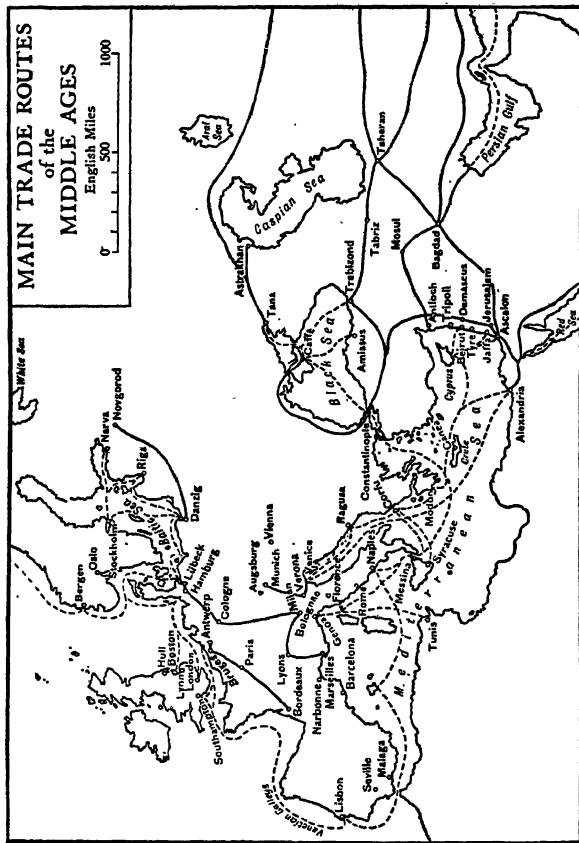 MAIN TRADE ROUTES
of the
MIDDLE AGES
English Miles
0
500
1000
White Sea
Bergen
Oslo
Stockholm
Narva
Novgorod
Riga
Baltic
Sea
Danzig
Lübeck
Hamburg
Hull
Boston
Lynn
London
Southampton
Bruges
Antwerp
Cologne
Paris
Augsburg
Munich
Vienna
Verona
Venice
Milan
Bologna
Genoa
Florence
Rome
Naples
Ragusa
Messina
Syracuse
Lyons
Bordeaux
Narbonne
Marseilles
Barcelona
Venetian Galleys
Lisbon
Seville
Malaga
Tunis
Mediterranean
Sea
Modon
Crete
Constantinople
Black Sea
Caffa
Tana
Astrakhan
Caspian Sea
Aral
Sea
Trebizond
Amissus
Tabriz
Teheran
Mosul
Bagdad
Persian Gulf
Cyprus
Antioch
Tripoli
Beirut
Damascus
Tyre
Jaffa
Jerusalem
Ascalon
Alexandria
Red
Sea